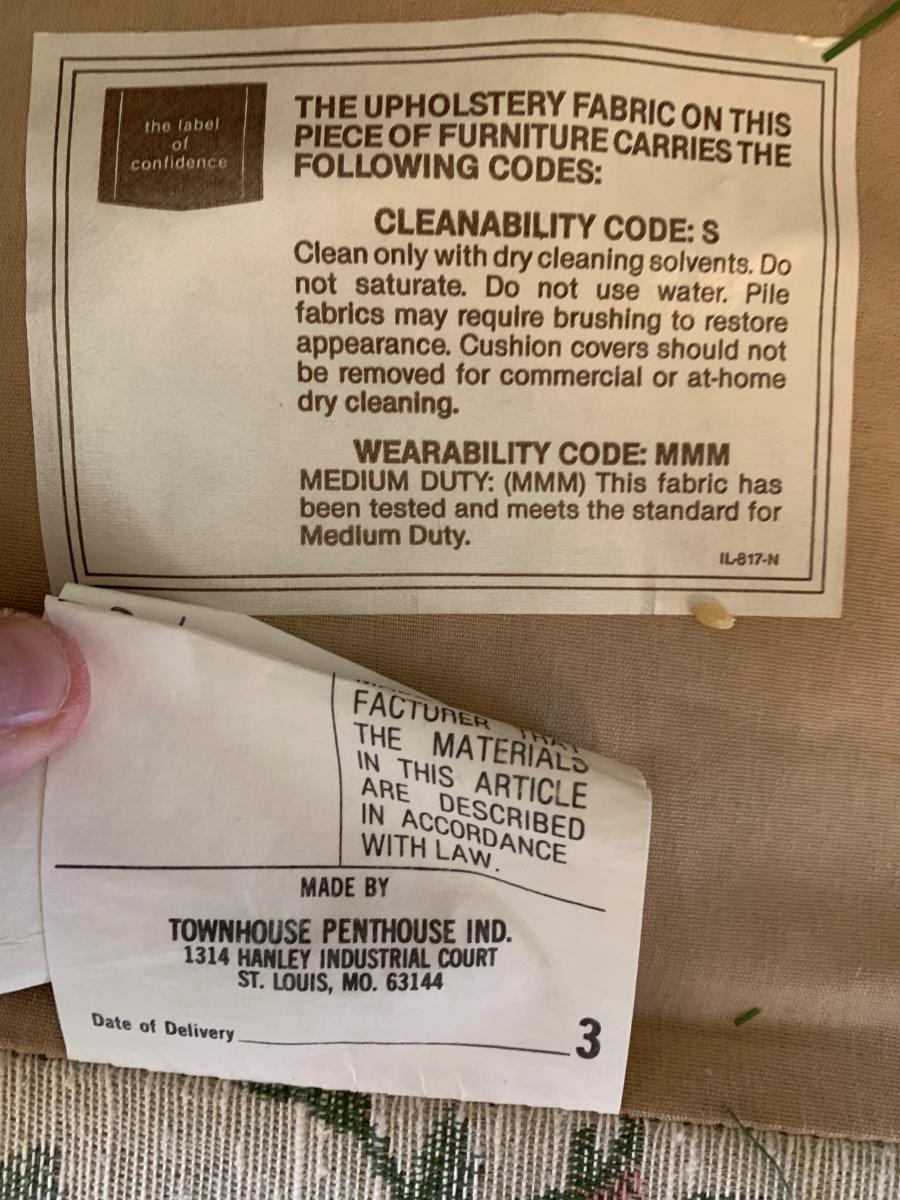 the label
of
confidence
THE UPHOLSTERY FABRIC ON THIS
PIECE OF FURNITURE CARRIES THE
FOLLOWING CODES:
CLEANABILITY CODE: S
Clean only with dry cleaning solvents. Do
not saturate. Do not use water. Pile
fabrics may require brushing to restore
appearance. Cushion covers should not
be removed for commercial or at-home
dry cleaning.
WEARABILITY CODE: MMM
MEDIUM DUTY: (MMM) This fabric has
been tested and meets the standard for
Medium Duty.
IL-817-N
FACTURER THAT
THE MATERIALS
IN THIS ARTICLE
ARE DESCRIBED
IN ACCORDANCE
WITH LAW.
MADE BY
TOWNHOUSE PENTHOUSE IND.
1314 HANLEY INDUSTRIAL COURT
ST. LOUIS, MO. 63144
Date of Delivery
3